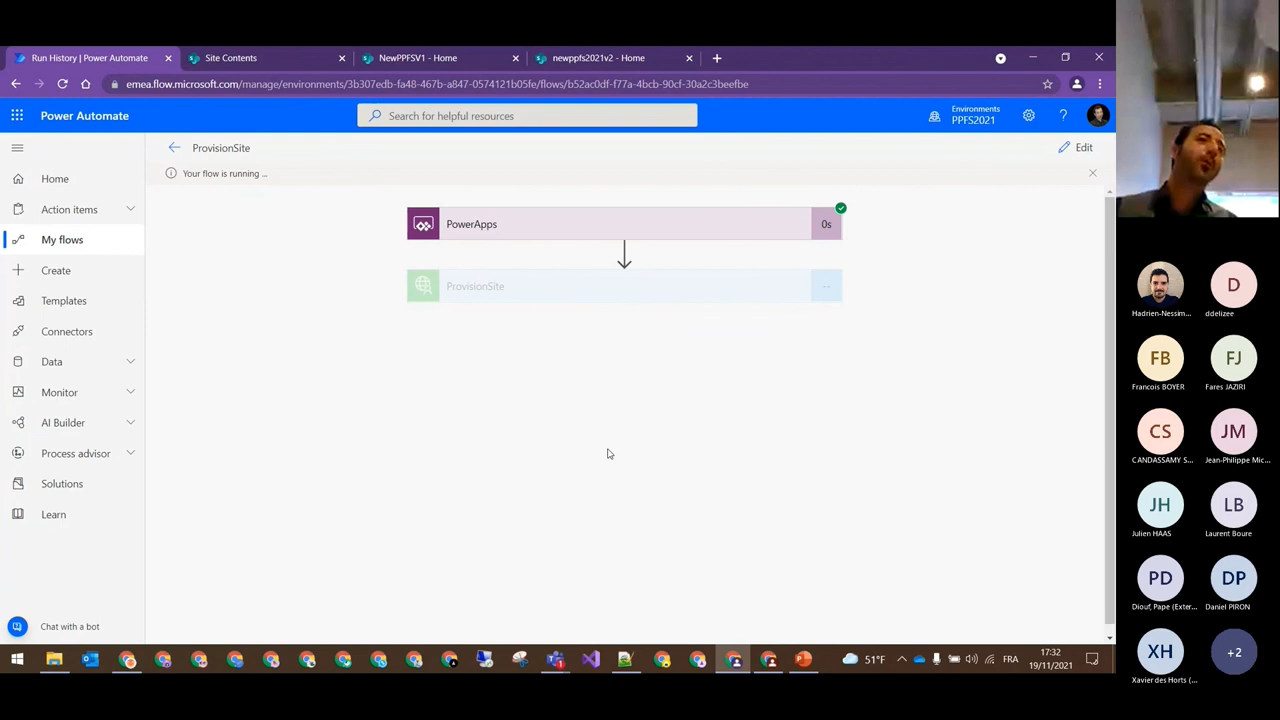 Run History | Power Automate
Site Contents
NewPPFSV1 - Home
newppfs2021v2 - Home
emea.flow.microsoft.com/manage/environments/3b307edb-fa48-467b-a847-0574121b05fe/flows/b52ac0df-f77a-4bcb-90cf-30a2c3beefbe
Power Automate
Search for helpful resources
Environments
PPFS2021
ProvisionSite
Edit
Your flow is running ...
Home
Action items
My flows
Create
Templates
Connectors
Data
Monitor
AI Builder
Process advisor
Solutions
Learn
Chat with a bot
PowerApps
0s
ProvisionSite
--
51°F
FRA
17:32
19/11/2021
Hadrien-Nessim...
D
ddelizee
FB
Francois BOYER
FJ
Fares JAZIRI
CS
CANDASSAMY S...
JM
Jean-Philippe Mic...
JH
Julien HAAS
LB
Laurent Boure
PD
Diouf, Pape (Exter...
DP
Daniel PIRON
XH
Xavier des Horts (...
+2